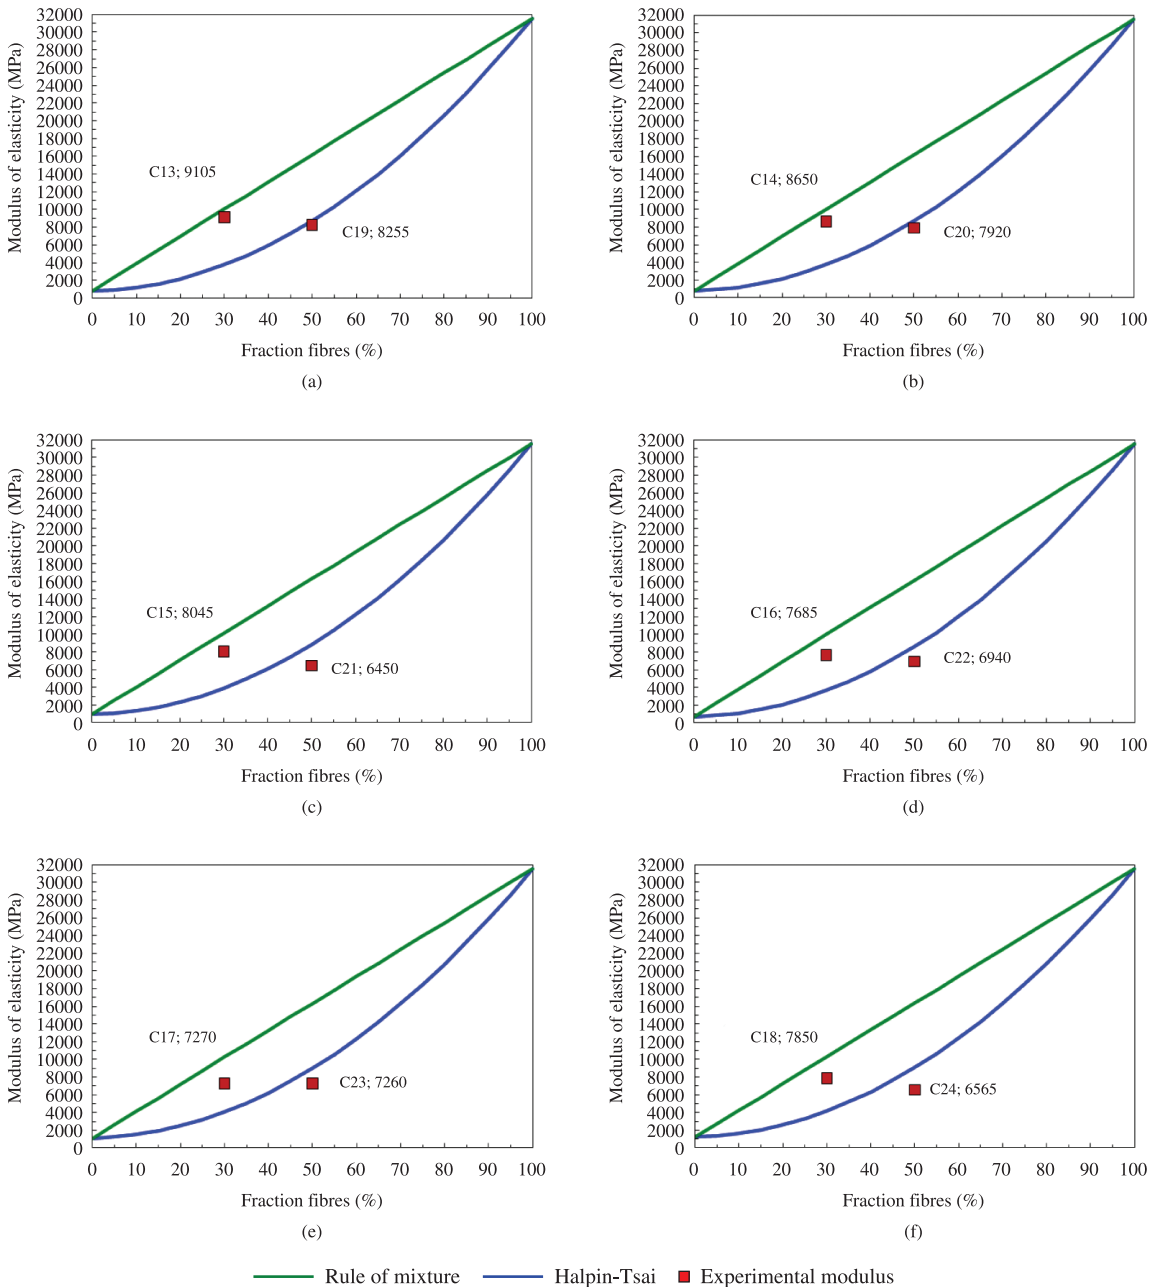 32000
30000
28000
26000
24000
22000
20000
18000
16000
14000
12000
10000
8000
6000
4000
2000
0
Modulus of elasticity (MPa)
C13; 9105
C19; 8255
0 10 20 30 40 50 60 70 80 90 100
Fraction fibres (%)
(a)
32000
30000
28000
26000
24000
22000
20000
18000
16000
14000
12000
10000
8000
6000
4000
2000
0
Modulus of elasticity (MPa)
C14; 8650
C20; 7920
0 10 20 30 40 50 60 70 80 90 100
Fraction fibres (%)
(b)
32000
30000
28000
26000
24000
22000
20000
18000
16000
14000
12000
10000
8000
6000
4000
2000
0
Modulus of elasticity (MPa)
C15; 8045
C21; 6450
0 10 20 30 40 50 60 70 80 90 100
Fraction fibres (%)
(c)
32000
30000
28000
26000
24000
22000
20000
18000
16000
14000
12000
10000
8000
6000
4000
2000
0
Modulus of elasticity (MPa)
C16; 7685
C22; 6940
0 10 20 30 40 50 60 70 80 90 100
Fraction fibres (%)
(d)
32000
30000
28000
26000
24000
22000
20000
18000
16000
14000
12000
10000
8000
6000
4000
2000
0
Modulus of elasticity (MPa)
C17; 7270
C23; 7260
0 10 20 30 40 50 60 70 80 90 100
Fraction fibres (%)
(e)
32000
30000
28000
26000
24000
22000
20000
18000
16000
14000
12000
10000
8000
6000
4000
2000
0
Modulus of elasticity (MPa)
C18; 7850
C24; 6565
0 10 20 30 40 50 60 70 80 90 100
Fraction fibres (%)
(f)
Rule of mixture Halpin-Tsai Experimental modulus